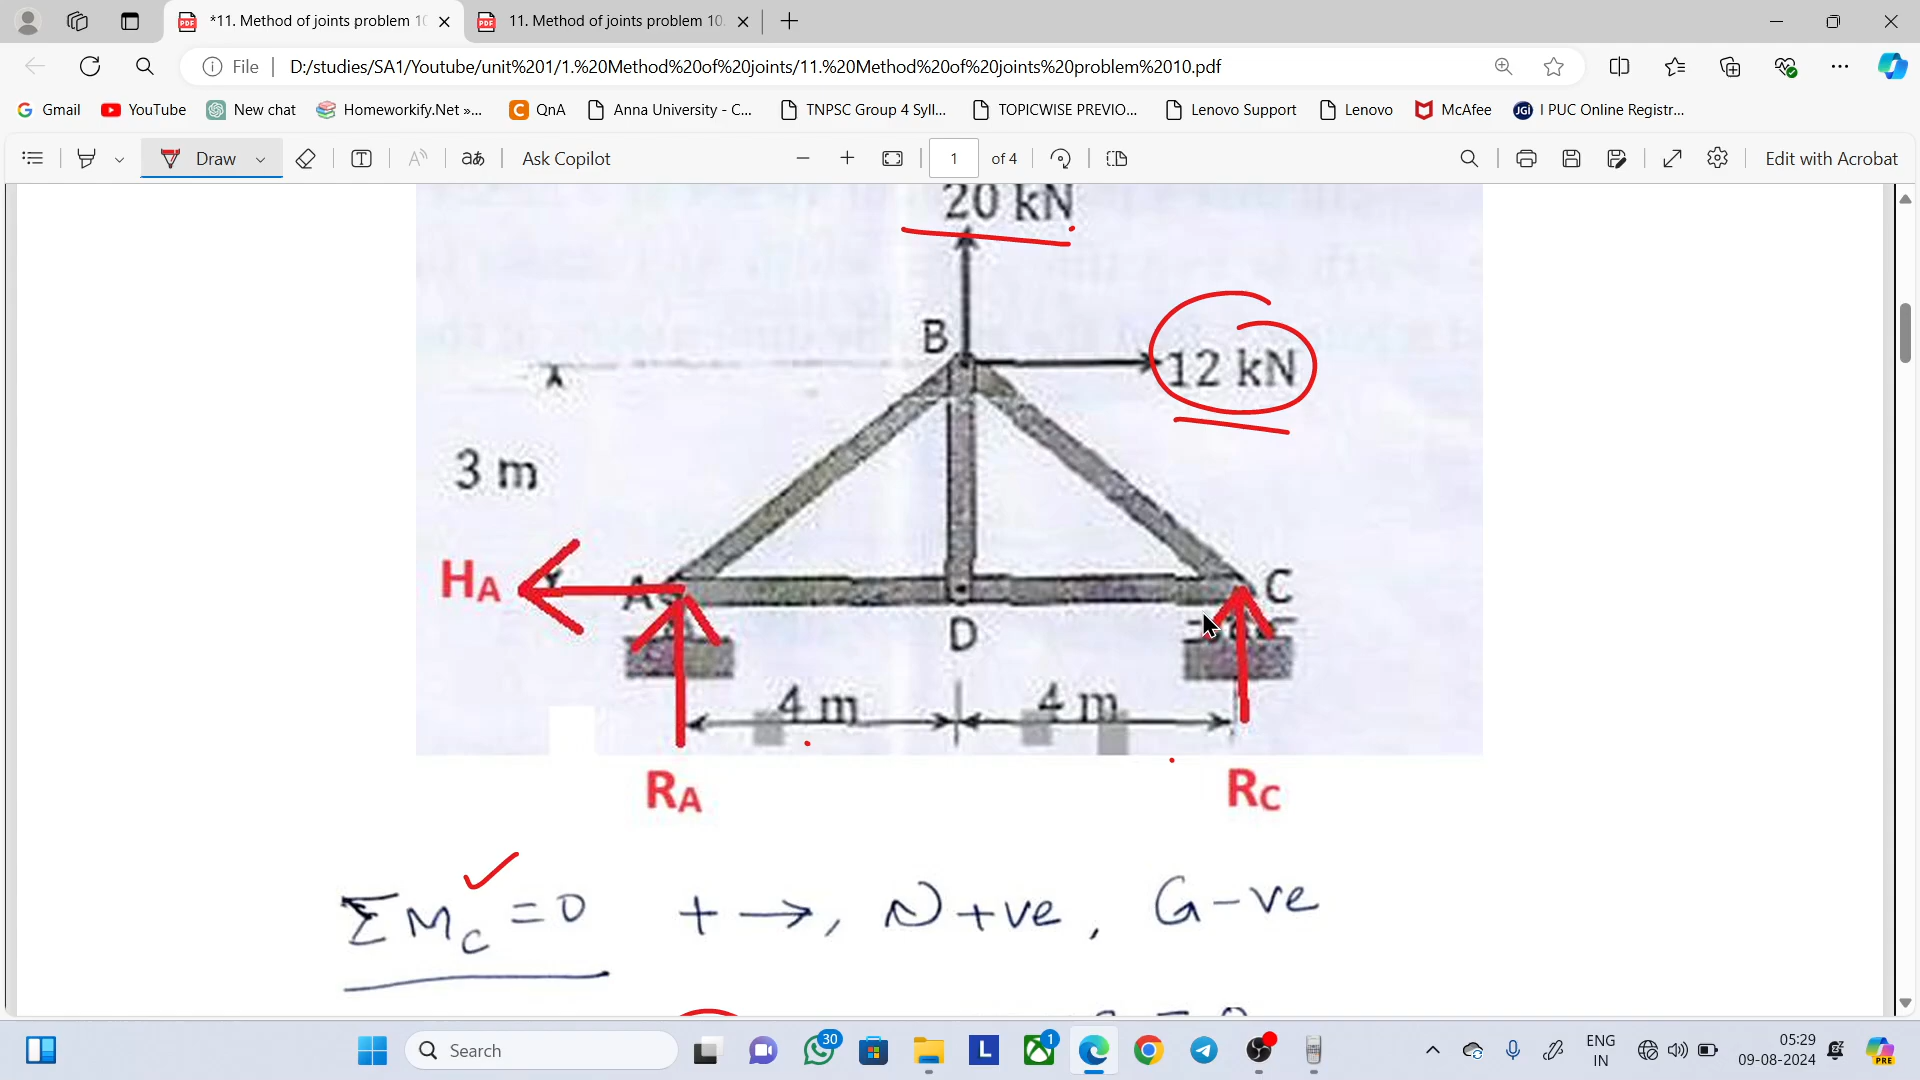 *11. Method of joints problem 10
11. Method of joints problem 10.
File
D:/studies/SA1/Youtube/unit%201/1.%20Method%20of%20joints/11.%20Method%20of%20joints%20problem%2010.pdf
Gmail
YouTube
New chat
Homeworkify.Net »...
QnA
Anna University - C...
TNPSC Group 4 Syll...
TOPICWISE PREVIO...
Lenovo Support
Lenovo
McAfee
JGi
I PUC Online Registr...
Draw
Ask Copilot
1
of 4
Edit with Acrobat
20 kN
B
12 kN
3 m
HA
A
C
D
4 m
4 m
RA
RC
ΣMC = 0 + →, ↻ +ve, ↺ -ve
Search
30
L
1
ENG
IN
05:29
09-08-2024
PRE